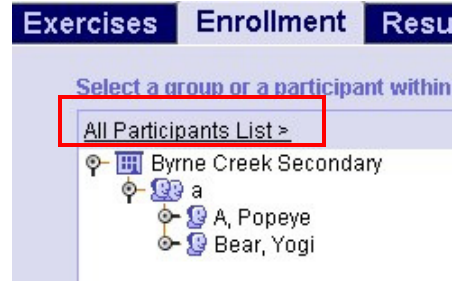 Exercises Enrollment Resu
Select a group or a participant within
All Participants List >
Byrne Creek Secondary
a
A, Popeye
Bear, Yogi